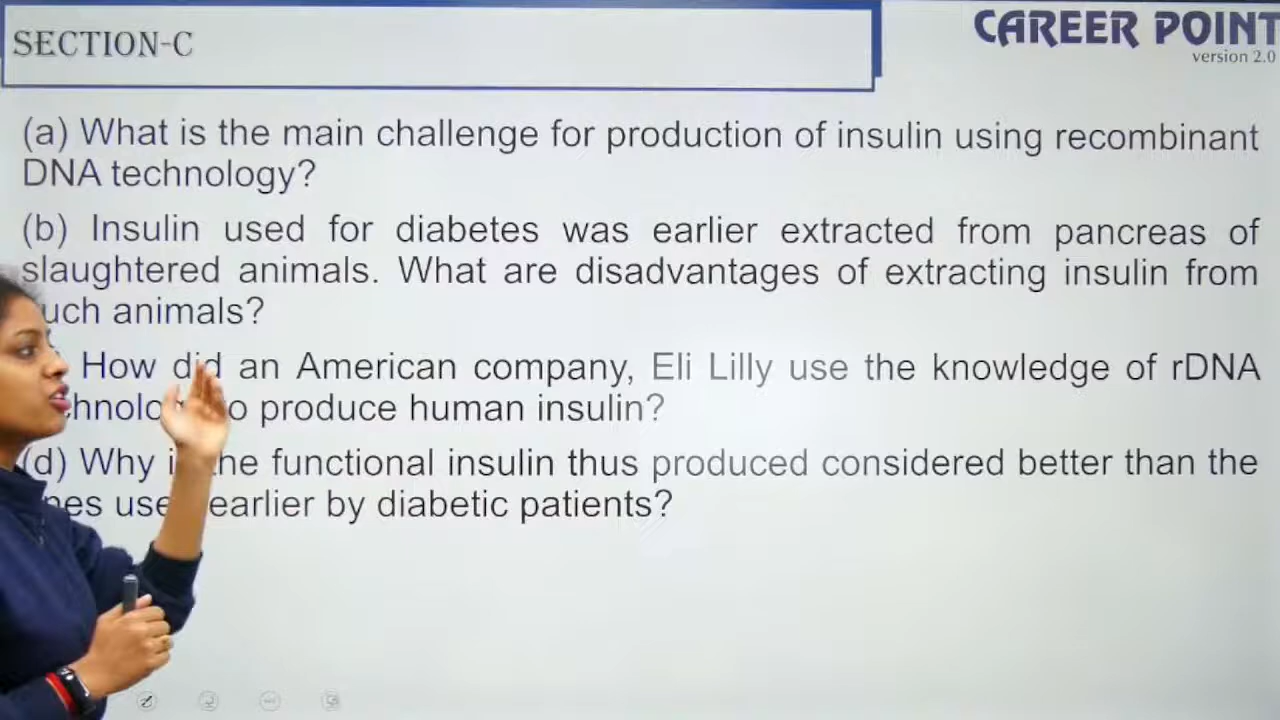 SECTION-C
CAREER POINT
version 2.0
(a) What is the main challenge for production of insulin using recombinant
DNA technology?
(b) Insulin used for diabetes was earlier extracted from pancreas of
slaughtered animals. What are disadvantages of extracting insulin from
uch animals?
How did an American company, Eli Lilly use the knowledge of rDNA
chnolo o produce human insulin?
(d) Why i he functional insulin thus produced considered better than the
nes use earlier by diabetic patients?